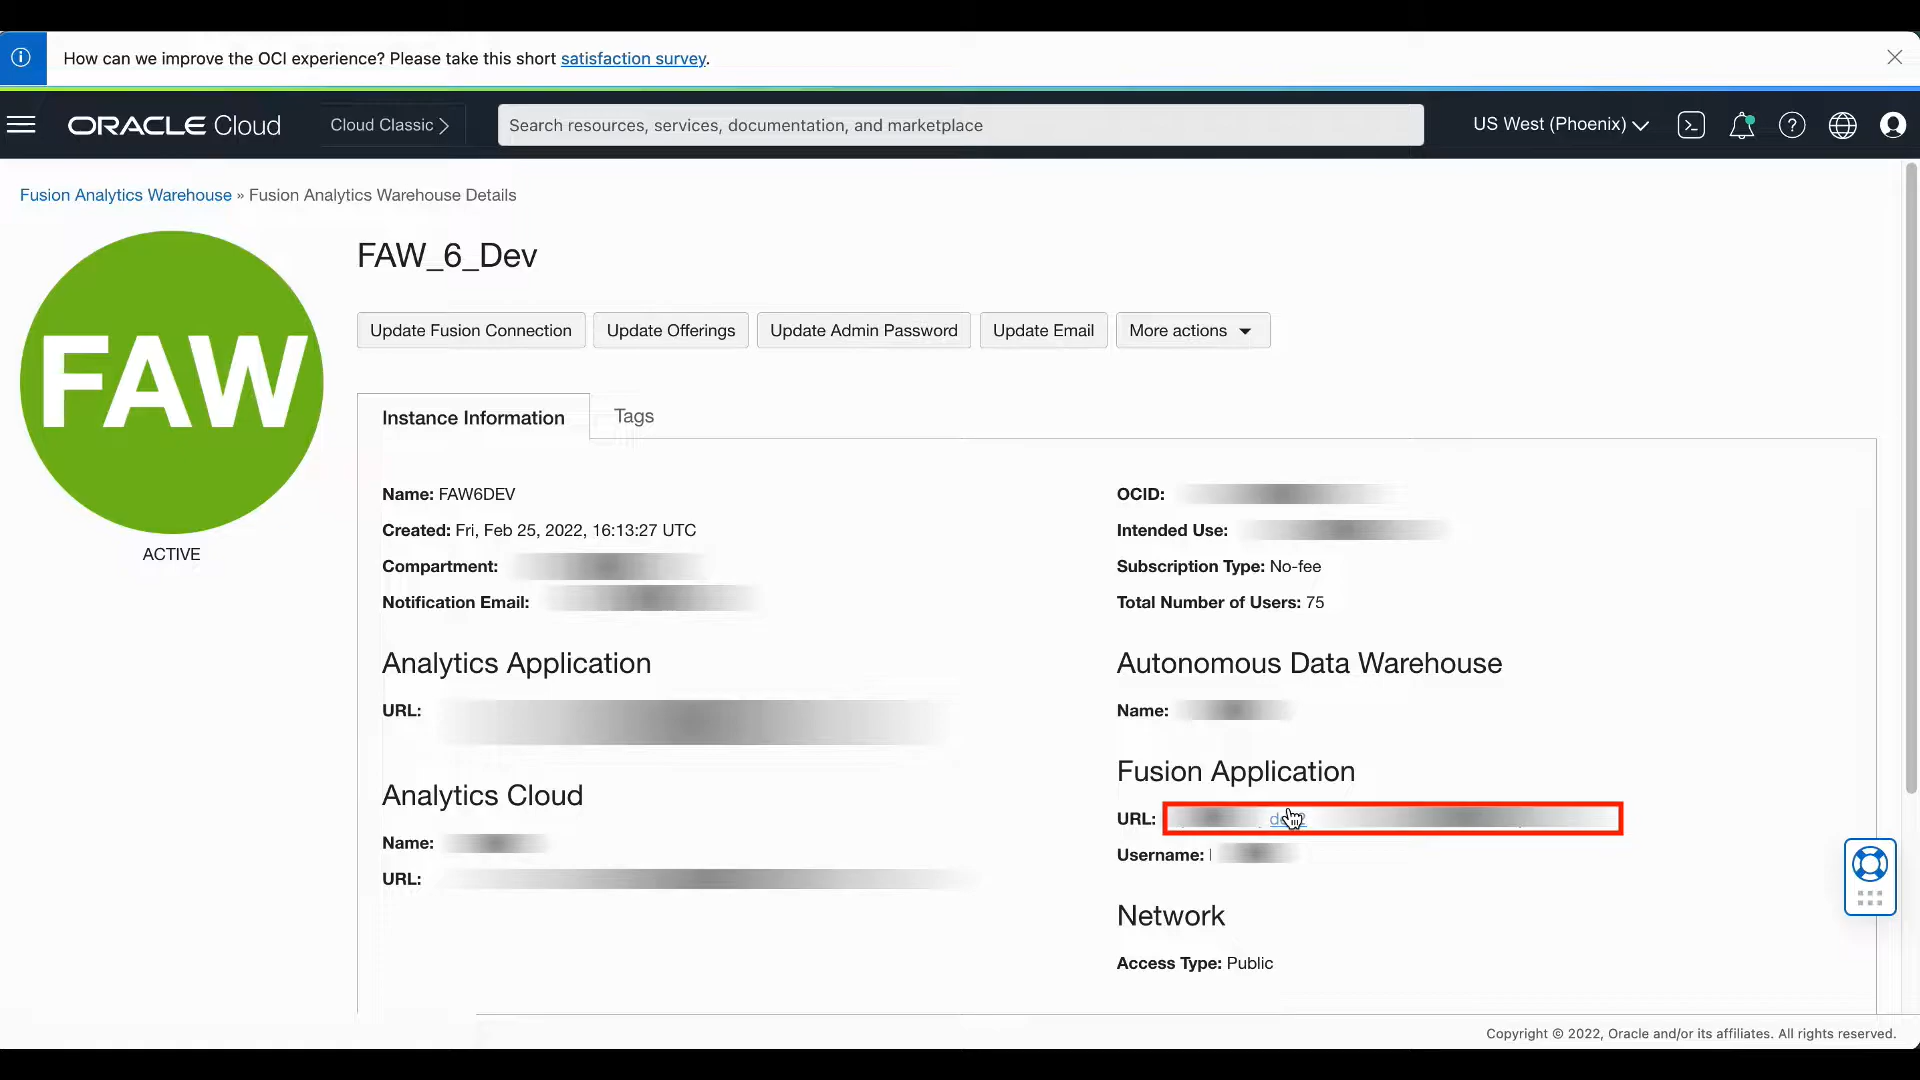 How can we improve the OCI experience? Please take this short satisfaction survey.
ORACLE Cloud
Cloud Classic
Search resources, services, documentation, and marketplace
US West (Phoenix)
Fusion Analytics Warehouse » Fusion Analytics Warehouse Details
FAW
ACTIVE
FAW_6_Dev
Update Fusion Connection
Update Offerings
Update Admin Password
Update Email
More actions
Instance Information
Tags
Name: FAW6DEV
Created: Fri, Feb 25, 2022, 16:13:27 UTC
Compartment:
Notification Email:
OCID:
Intended Use:
Subscription Type: No-fee
Total Number of Users: 75
Analytics Application
URL:
Analytics Cloud
Name:
URL:
Autonomous Data Warehouse
Name:
Fusion Application
URL:
Username:
Network
Access Type: Public
Copyright © 2022, Oracle and/or its affiliates. All rights reserved.